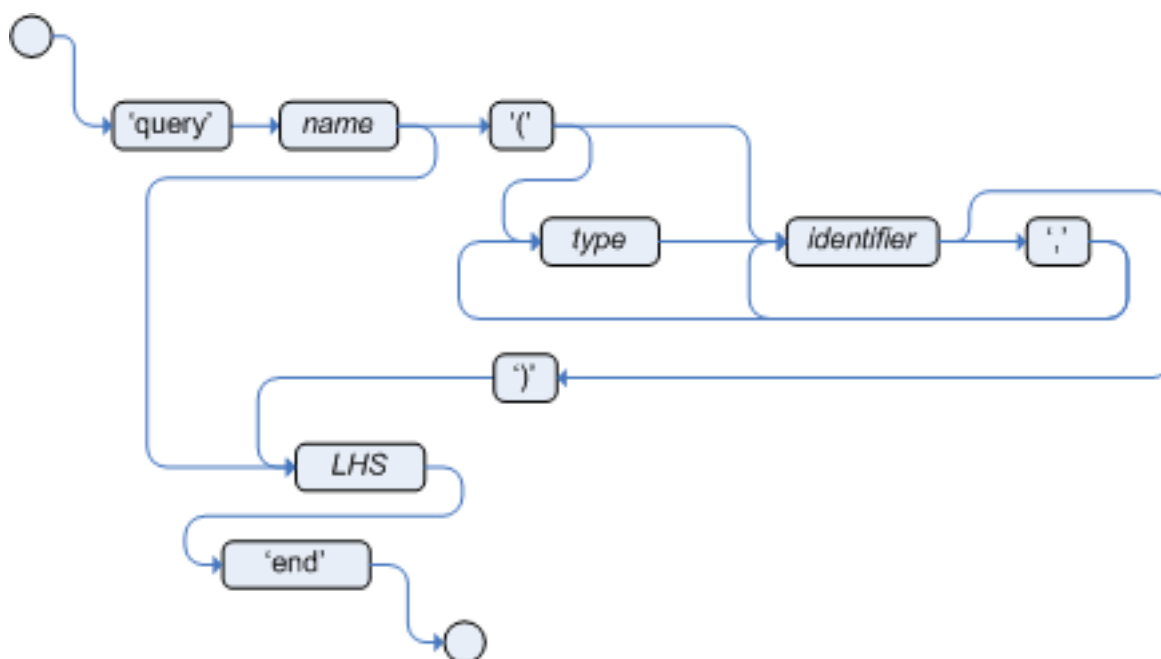 ‘query’ name ‘(’
type identifier ‘,’
‘)’
LHS
‘end’